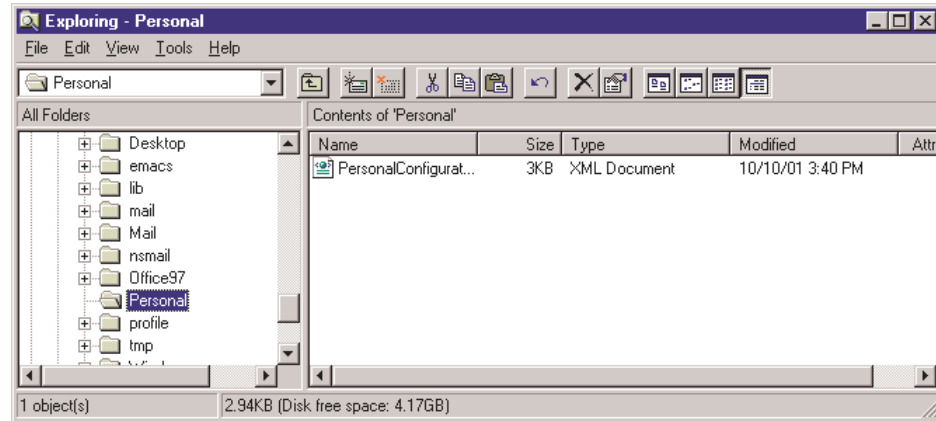 Exploring - Personal
File Edit View Tools Help
Personal
All Folders
Contents of 'Personal'
Desktop
emacs
lib
mail
Mail
nsmail
Office97
Personal
profile
tmp
Name Size Type Modified Attr
PersonalConfigurat... 3KB XML Document 10/10/01 3:40 PM
1 object(s) 2.94KB (Disk free space: 4.17GB)